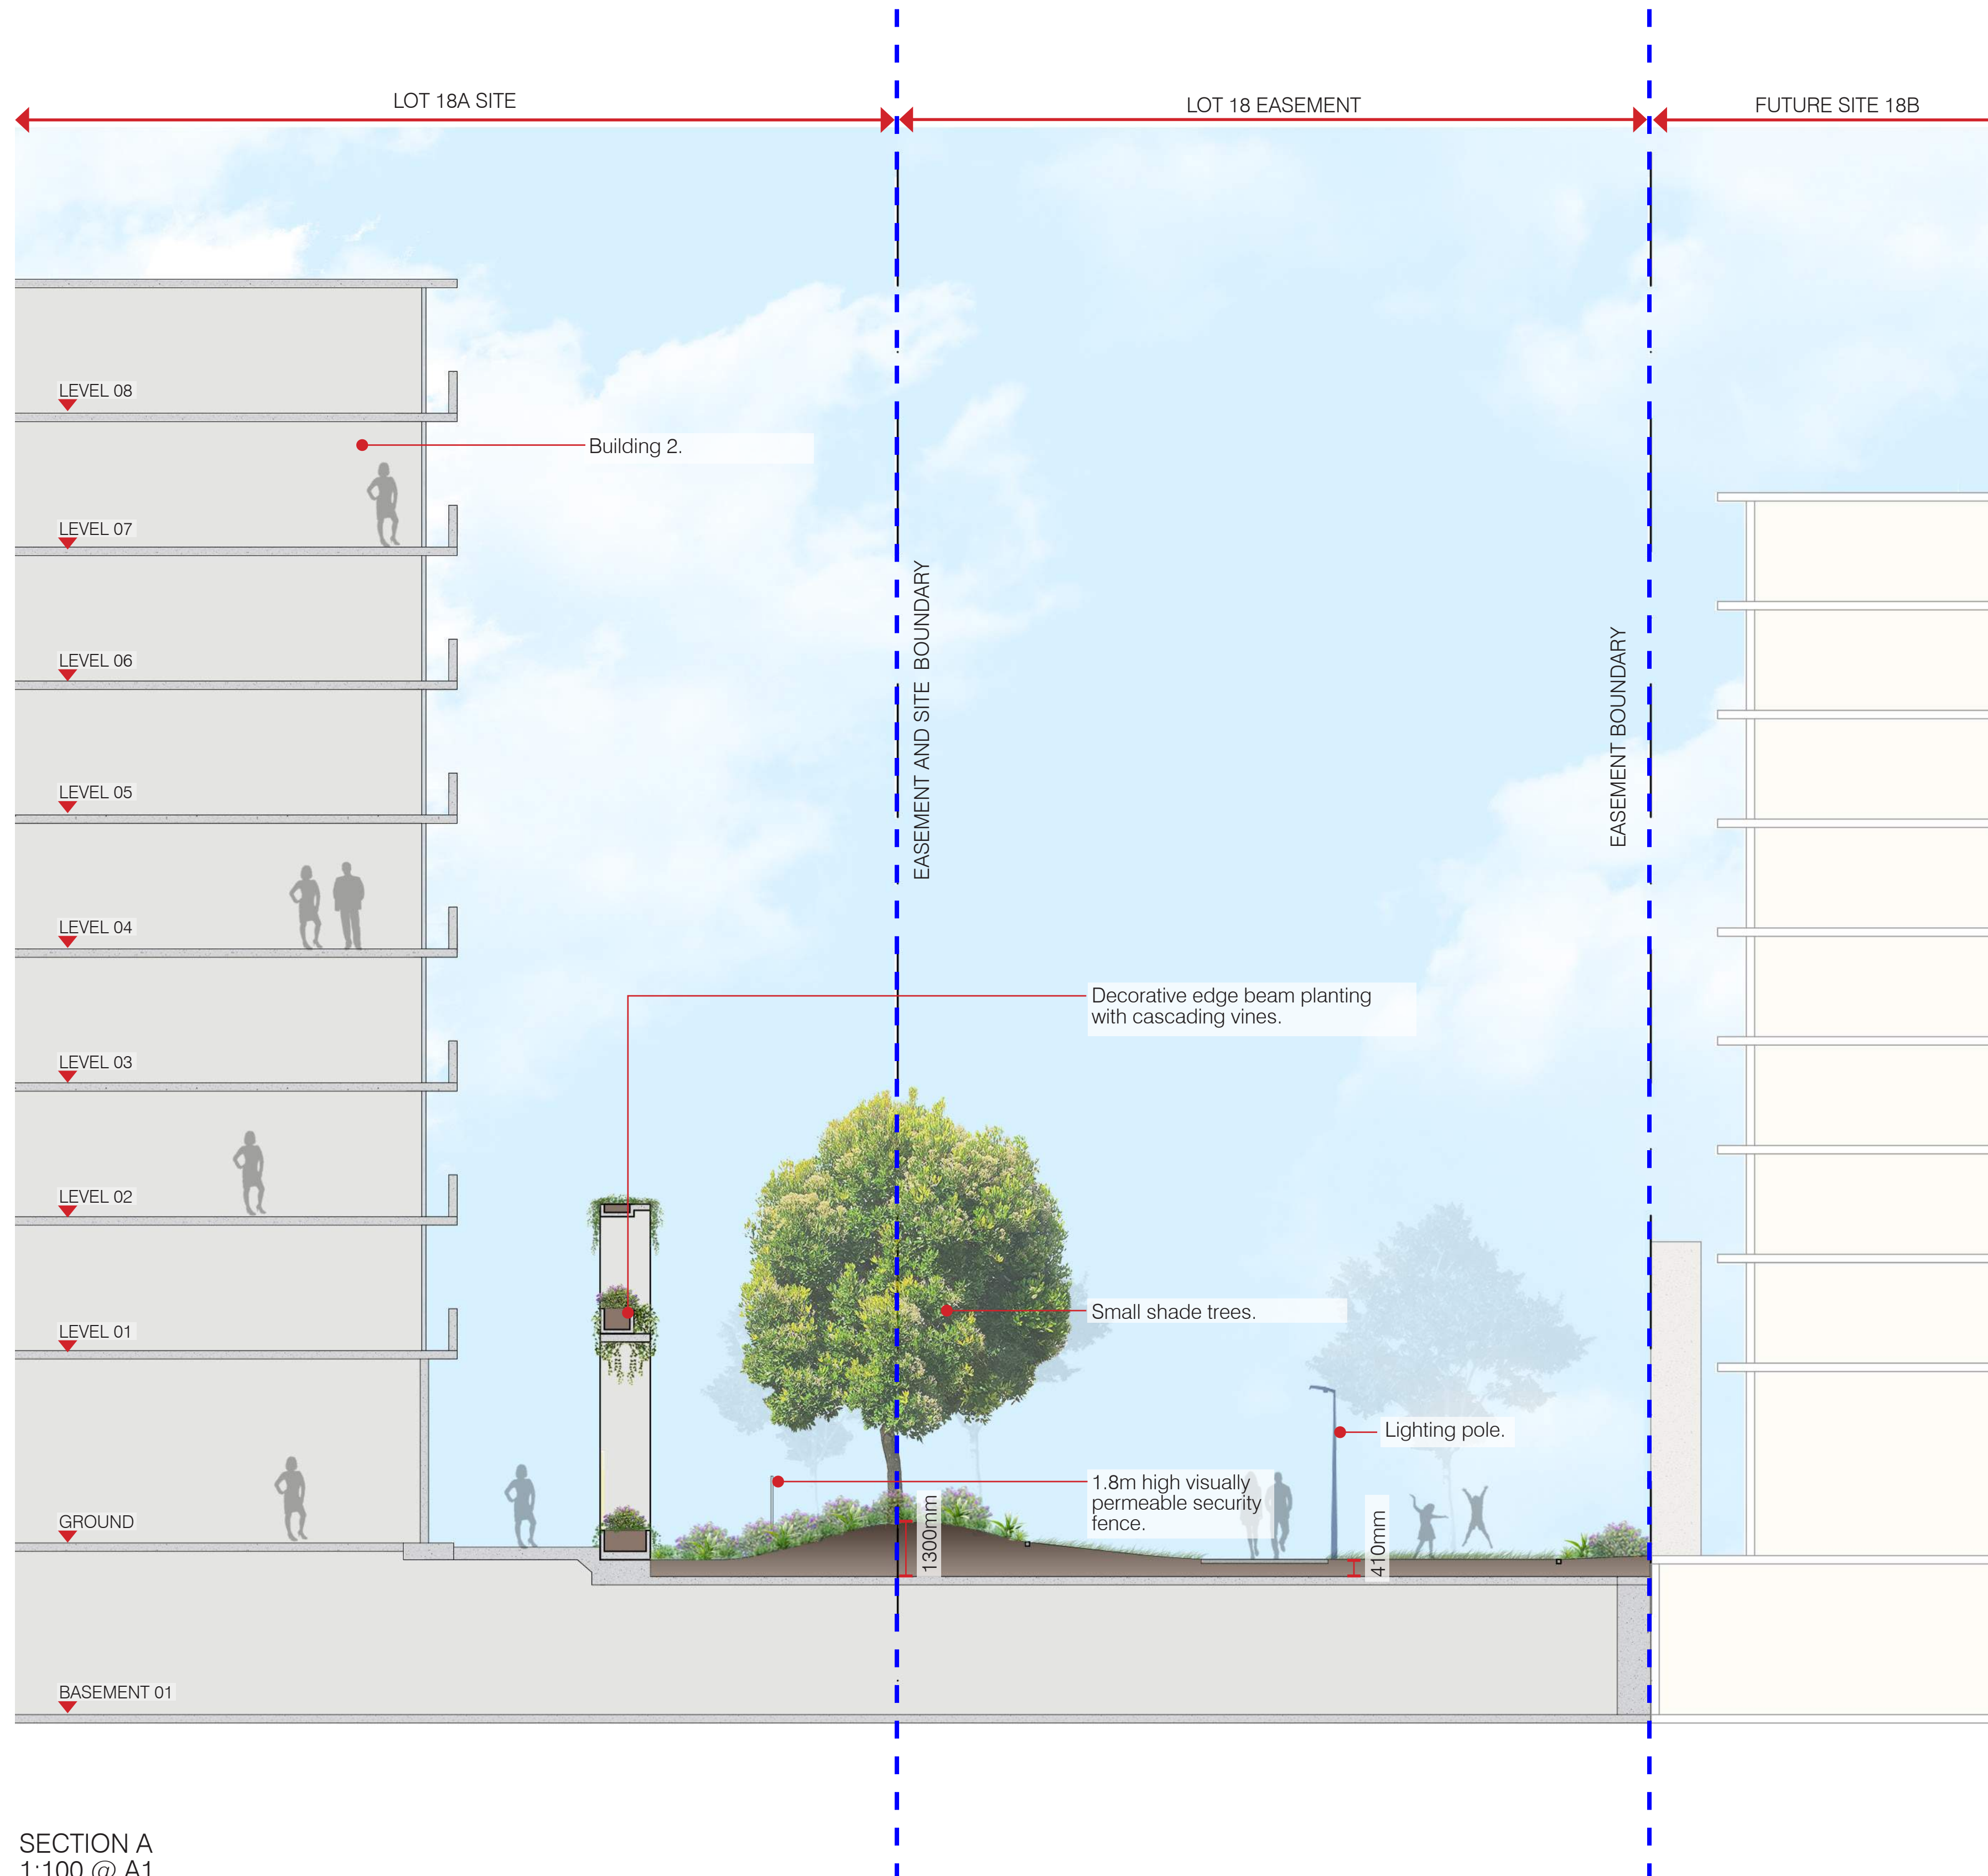 LOT 18A SITE
LOT 18 EASEMENT
FUTURE SITE 18B
LEVEL 08
Building 2.
LEVEL 07
EASEMENT AND SITE BOUNDARY
EASEMENT BOUNDARY
LEVEL 06
LEVEL 05
LEVEL 04
Decorative edge beam planting
with cascading vines.
LEVEL 03
LEVEL 02
Small shade trees.
LEVEL 01
Lighting pole.
1.8m high visually
permeable security
fence.
GROUND
1300mm
410mm
BASEMENT 01
SECTION A
1:100 @ A1